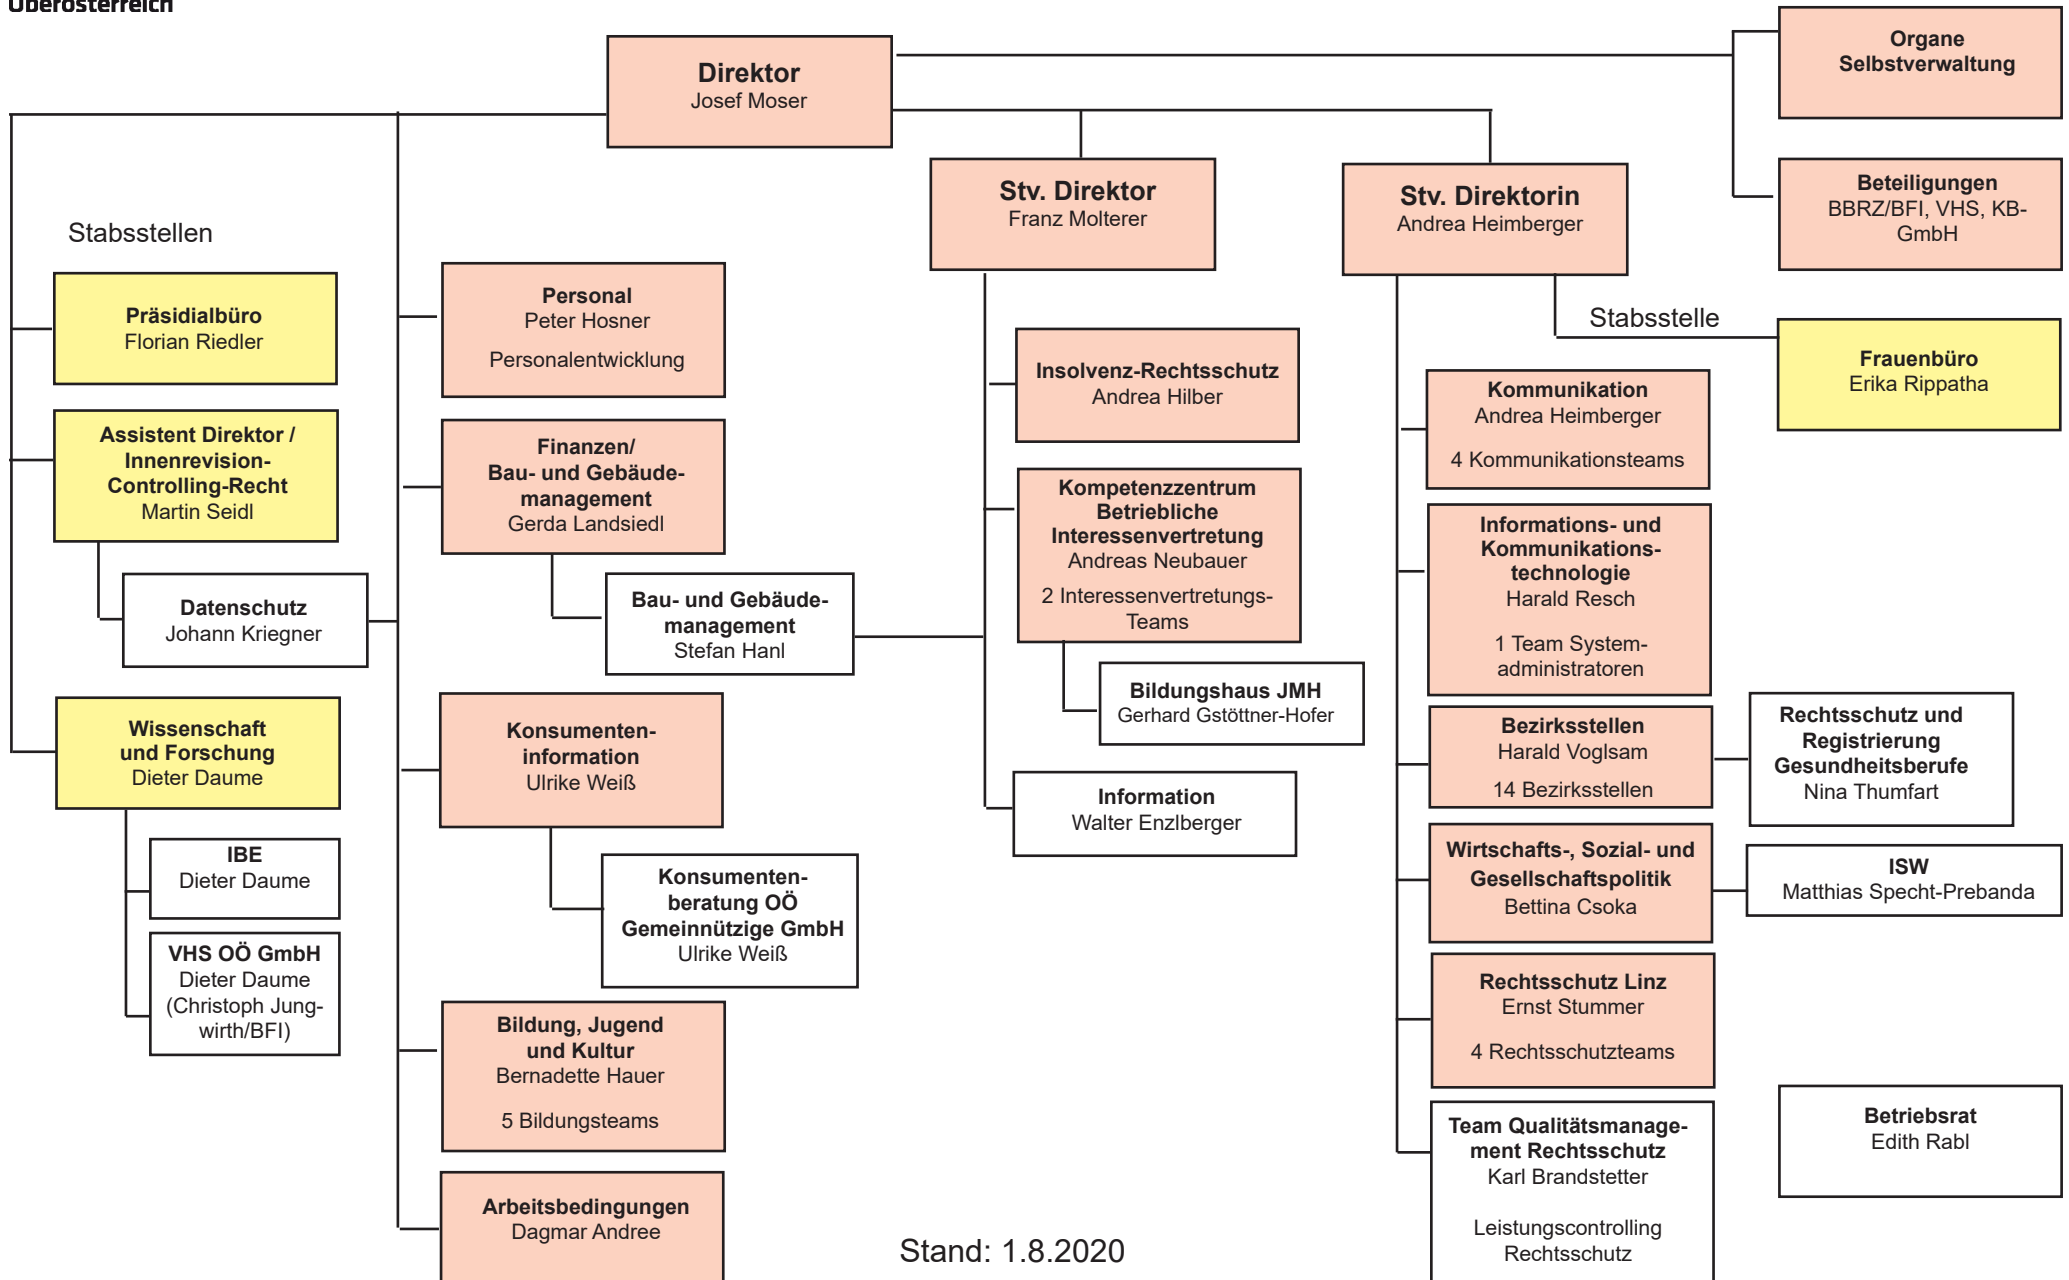 Oberösterreich
Direktor
Josef Moser
Organe
Selbstverwaltung
Beteiligungen
BBRZ/BFI, VHS, KB-
GmbH
Stv. Direktor
Franz Molterer
Stv. Direktorin
Andrea Heimberger
Stabsstellen
Präsidialbüro
Florian Riedler
Assistent Direktor /
Innenrevision-
Controlling-Recht
Martin Seidl
Datenschutz
Johann Kriegner
Wissenschaft
und Forschung
Dieter Daume
IBE
Dieter Daume
VHS OÖ GmbH
Dieter Daume
(Christoph Jung-
wirth/BFI)
Personal
Peter Hosner
Personalentwicklung
Finanzen/
Bau- und Gebäude-
management
Gerda Landsiedl
Bau- und Gebäude-
management
Stefan Hanl
Konsumenten-
information
Ulrike Weiß
Konsumenten-
beratung OÖ
Gemeinnützige GmbH
Ulrike Weiß
Bildung, Jugend
und Kultur
Bernadette Hauer
5 Bildungsteams
Arbeitsbedingungen
Dagmar Andree
Insolvenz-Rechtsschutz
Andrea Hilber
Kompetenzzentrum
Betriebliche
Interessenvertretung
Andreas Neubauer
2 Interessenvertretungs-
Teams
Bildungshaus JMH
Gerhard Gstöttner-Hofer
Information
Walter Enzlberger
Stabsstelle
Frauenbüro
Erika Rippatha
Kommunikation
Andrea Heimberger
4 Kommunikationsteams
Informations- und
Kommunikations-
technologie
Harald Resch
1 Team System-
administratoren
Bezirksstellen
Harald Voglsam
14 Bezirksstellen
Rechtsschutz und
Registrierung
Gesundheitsberufe
Nina Thumfart
Wirtschafts-, Sozial- und
Gesellschaftspolitik
Bettina Csoka
ISW
Matthias Specht-Prebanda
Rechtsschutz Linz
Ernst Stummer
4 Rechtsschutzteams
Team Qualitätsmanage-
ment Rechtsschutz
Karl Brandstetter
Leistungscontrolling
Rechtsschutz
Betriebsrat
Edith Rabl
Stand: 1.8.2020